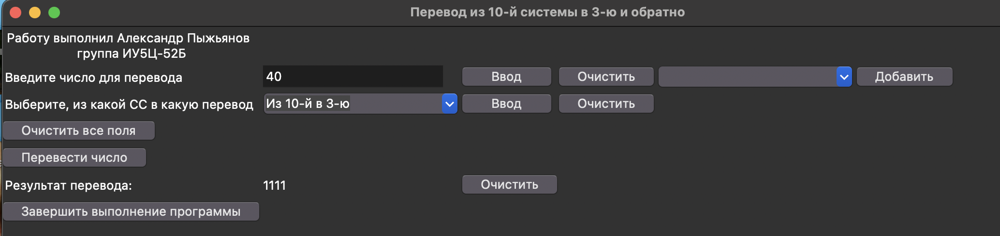 Перевод из 10-й системы в 3-ю и обратно
Работу выполнил Александр Пыжьянов
группа ИУ5Ц-52Б
Введите число для перевода 40 Ввод Очистить Добавить
Выберите, из какой СС в какую перевод Из 10-й в 3-ю Ввод Очистить
Очистить все поля
Перевести число
Результат перевода: 1111 Очистить
Завершить выполнение программы